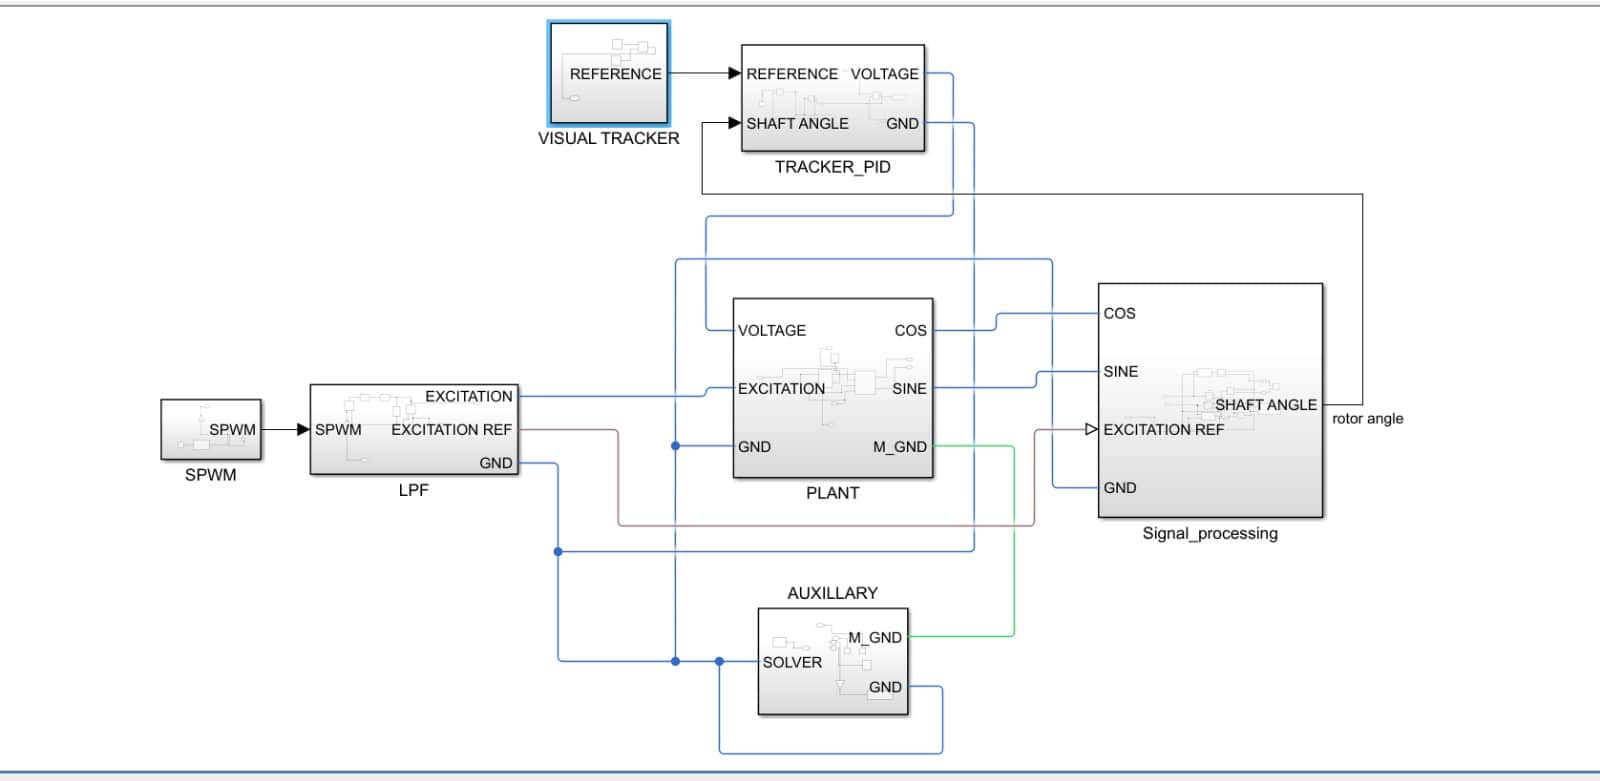 REFERENCE
VISUAL TRACKER
REFERENCE VOLTAGE
SHAFT ANGLE GND
TRACKER_PID
VOLTAGE COS
EXCITATION SINE
GND M_GND
PLANT
COS
SINE
SHAFT ANGLE
EXCITATION REF
GND
Signal_processing
rotor angle
SPWM
SPWM
EXCITATION
SPWM EXCITATION REF
GND
LPF
AUXILLARY
M_GND
SOLVER
GND